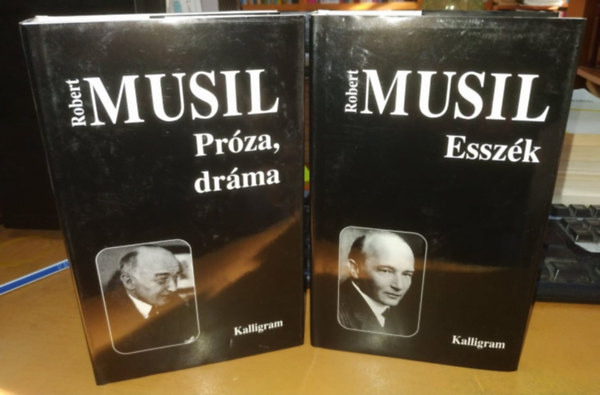 Robert
MUSIL
Próza,
dráma
Kalligram
Robert
MUSIL
Esszék
Kalligram